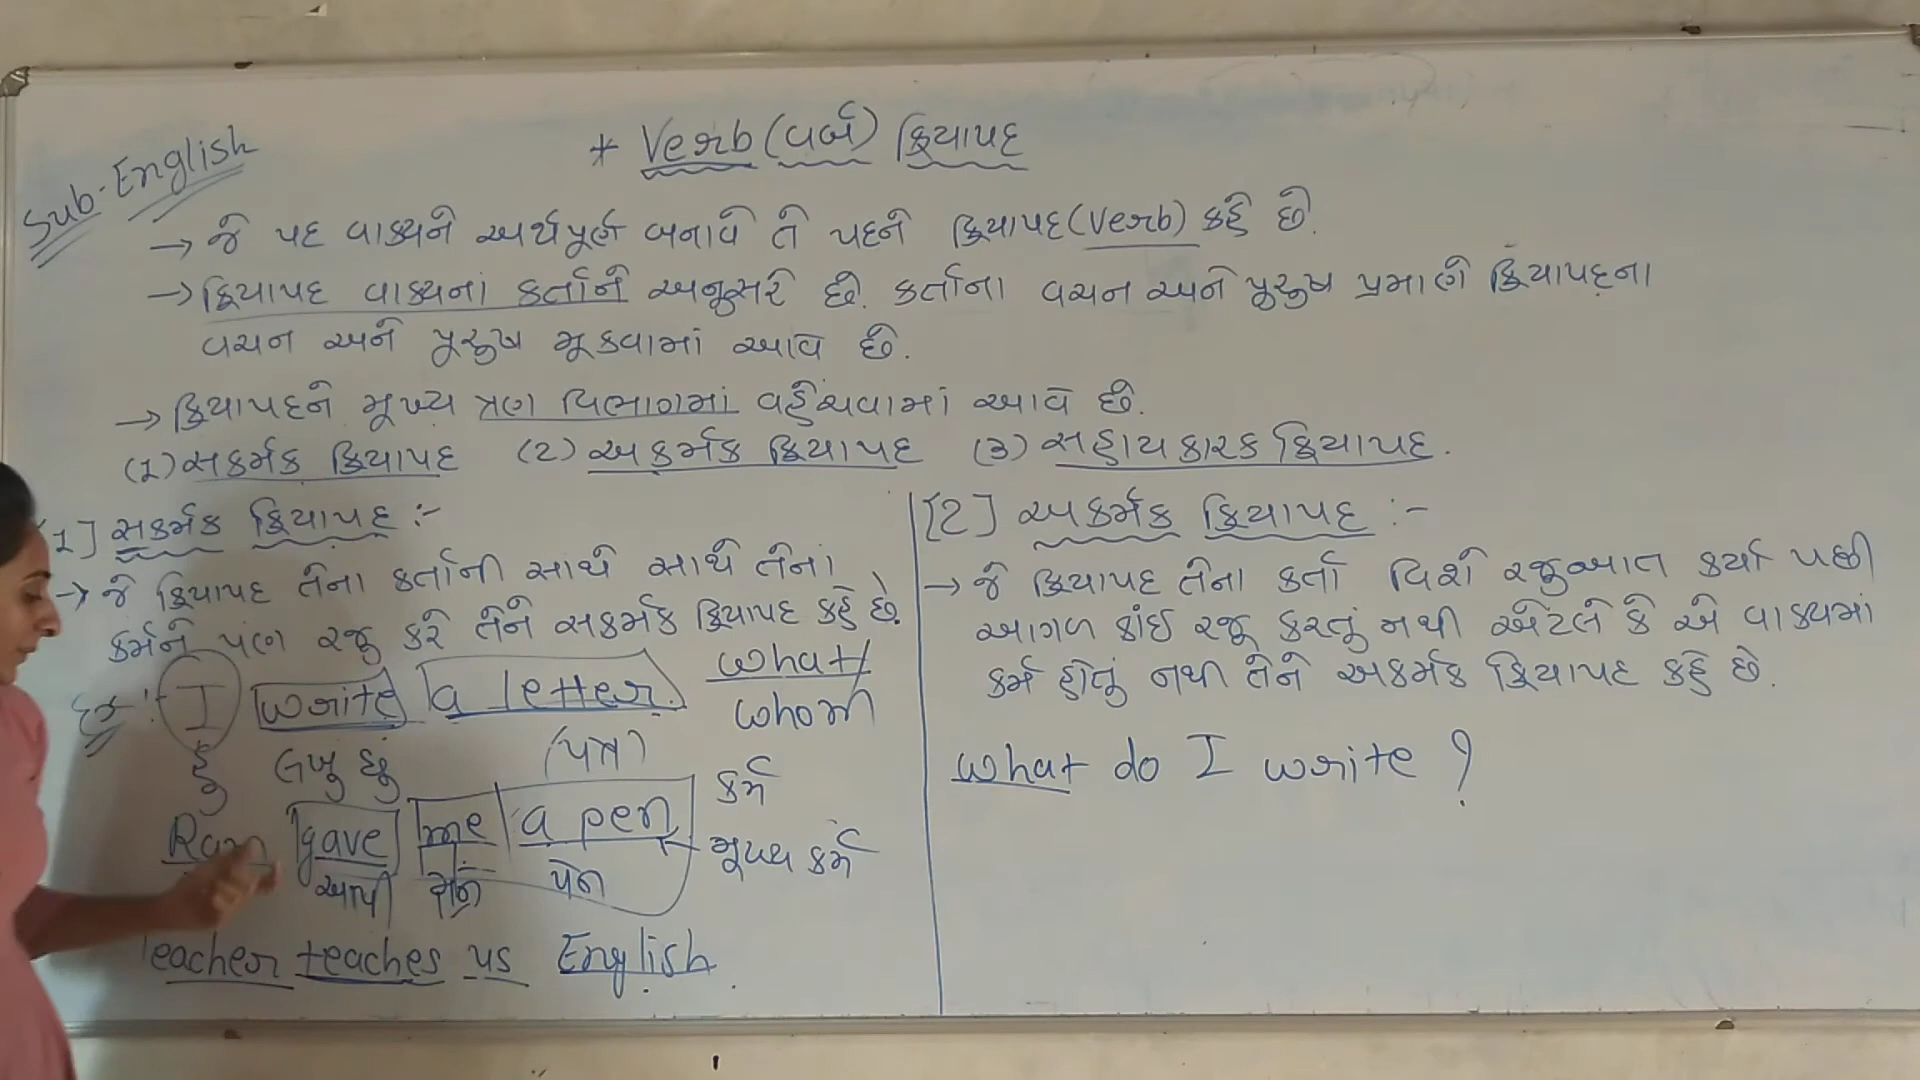 Sub-English
* Verb (વર્બ) ક્રિયાપદ
→ જે પદ વાક્યને અર્થપૂર્ણ બનાવે તે પદને ક્રિયાપદ (Verb) કહે છે.
→ ક્રિયાપદ વાક્યનાં કર્તાને અનુસરે છે. કર્તાના વચન અને પુરુષ પ્રમાણે ક્રિયાપદના
વચન અને પુરુષ મૂકવામાં આવે છે.
→ ક્રિયાપદને મૂખ્ય ત્રણ વિભાગમાં વહેંચવામાં આવે છે.
(૧) સકર્મક ક્રિયાપદ (૨) અકર્મક ક્રિયાપદ (૩) સહાયકારક ક્રિયાપદ.
1] સકર્મક ક્રિયાપદ :-
→ જે ક્રિયાપદ તેના કર્તાની સાથે સાથે તેના
કર્મને પણ રજુ કરે તેને સકર્મક ક્રિયાપદ કહે છે.
દા.ત :- I write a letter. what/
whom
હું લખુ છું (પત્ર)
કર્મ
Ram gave me a pen
મૂખ્ય કર્મ
આપી મને પેન
Teacher teaches us English.
[2] અકર્મક ક્રિયાપદ :-
→ જે ક્રિયાપદ તેના કર્તા વિશે રજુઆત કર્યા પછી
આગળ કાંઈ રજૂ કરતું નથી એટલે કે એ વાક્યમાં
કર્મ હોતું નથી તેને અકર્મક ક્રિયાપદ કહે છે.
what do I write ?